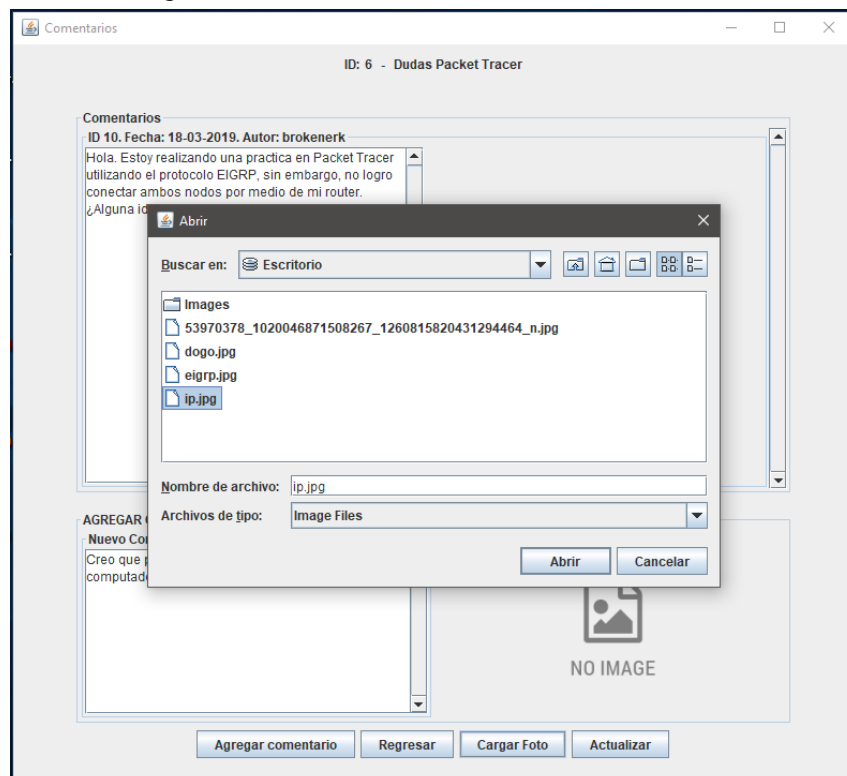 Comentarios
ID: 6 - Dudas Packet Tracer
Comentarios
ID 10. Fecha: 18-03-2019. Autor: brokenerk
Hola. Estoy realizando una practica en Packet Tracer
utilizando el protocolo EIGRP, sin embargo, no logro
conectar ambos nodos por medio de mi router.
¿Alguna
Abrir
Buscar en: Escritorio
Images
53970378_1020046871508267_1260815820431294464_n.jpg
dogo.jpg
eigrp.jpg
ip.jpg
Nombre de archivo: ip.jpg
Archivos de tipo: Image Files
Abrir Cancelar
AGREGAR
Nuevo
Creo que
NO IMAGE
Agregar comentario Regresar Cargar Foto Actualizar